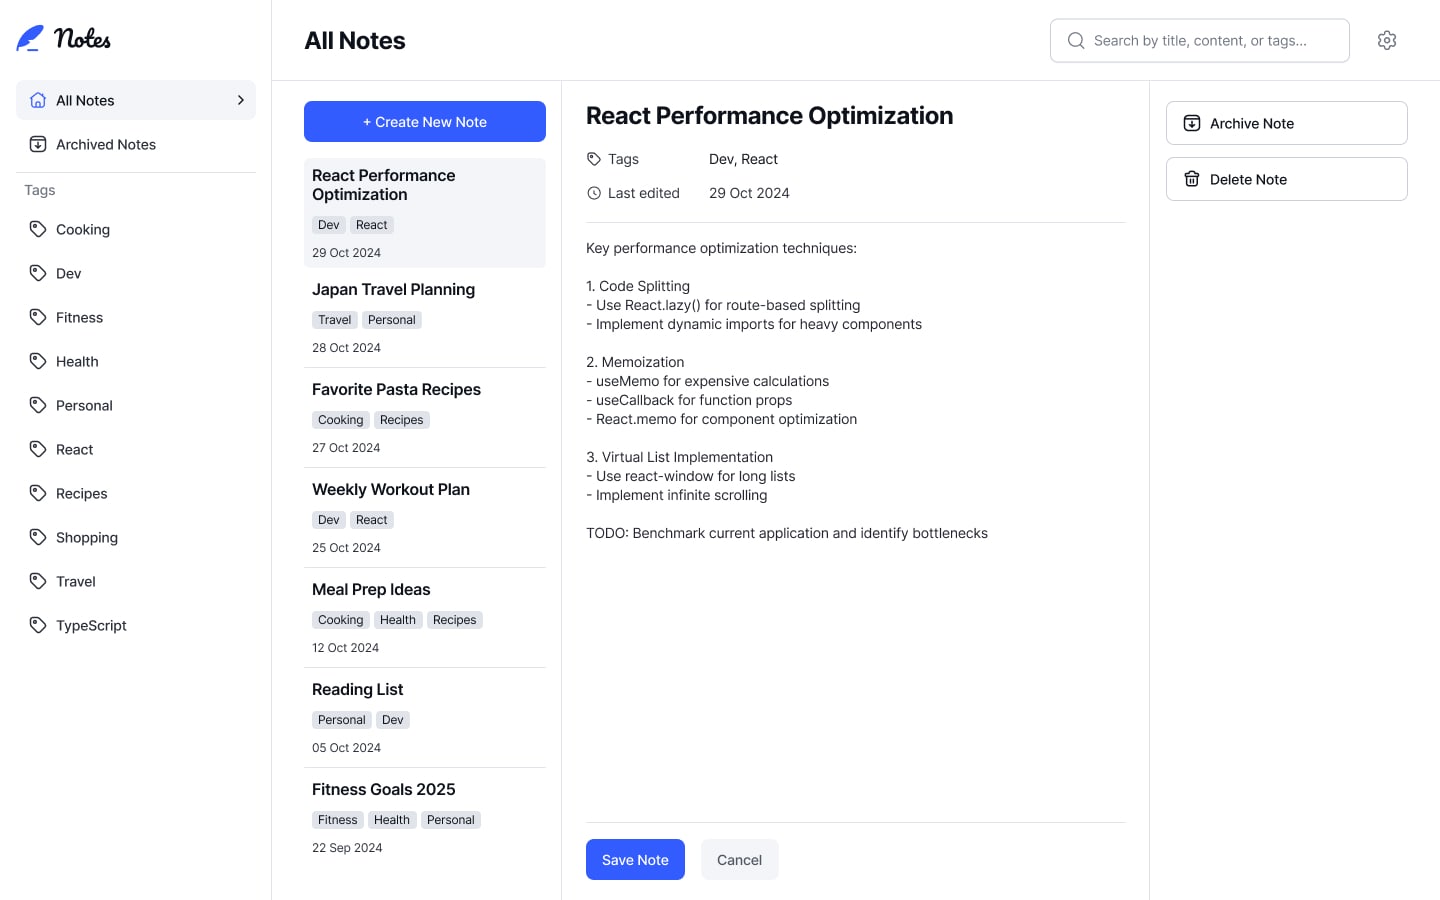 Notes
All Notes
Archived Notes
Tags
Cooking
Dev
Fitness
Health
Personal
React
Recipes
Shopping
Travel
TypeScript
All Notes
Search by title, content, or tags...
+ Create New Note
React Performance
Optimization
Dev React
29 Oct 2024
Japan Travel Planning
Travel Personal
28 Oct 2024
Favorite Pasta Recipes
Cooking Recipes
27 Oct 2024
Weekly Workout Plan
Dev React
25 Oct 2024
Meal Prep Ideas
Cooking Health Recipes
12 Oct 2024
Reading List
Personal Dev
05 Oct 2024
Fitness Goals 2025
Fitness Health Personal
22 Sep 2024
React Performance Optimization
Tags Dev, React
Last edited 29 Oct 2024
Key performance optimization techniques:
1. Code Splitting
- Use React.lazy() for route-based splitting
- Implement dynamic imports for heavy components
2. Memoization
- useMemo for expensive calculations
- useCallback for function props
- React.memo for component optimization
3. Virtual List Implementation
- Use react-window for long lists
- Implement infinite scrolling
TODO: Benchmark current application and identify bottlenecks
Save Note Cancel
Archive Note
Delete Note